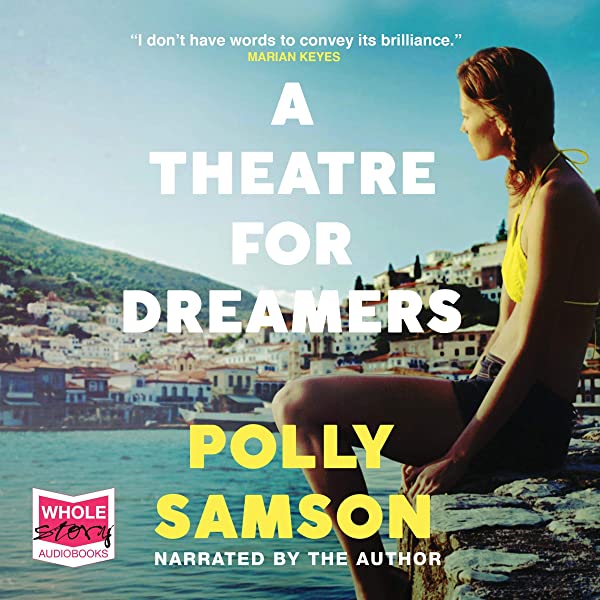 “I don’t have words to convey its brilliance.”
MARIAN KEYES
A
THEATRE
FOR
DREAMERS
POLLY
SAMSON
NARRATED BY THE AUTHOR
WHOLE
story
AUDIOBOOKS